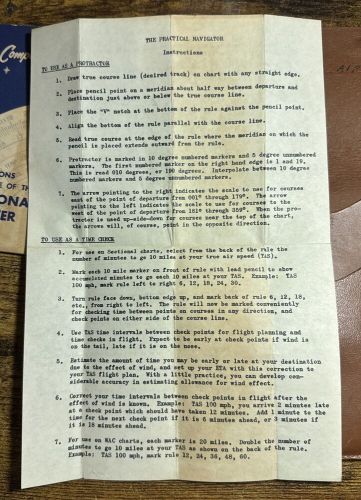 THE PRACTICAL NAVIGATOR
Instructions
TO USE AS A PROTRACTOR
1. Draw true course line (desired track) on chart with any straight edge.
2. Place pencil point on a meridian about half way between departure and
destination just above or below the true course line.
3. Place the "V" notch at the bottom of the rule against the pencil point.
4. Align the bottom of the rule parallel with the course line.
5. Read true course at the edge of the rule where the meridian on which the
pencil is placed extends outward from the rule.
6. Protractor is marked in 10 degree numbered markers and 5 degree unnumbered
markers. The first numbered marker on the right hand edge is 1 and 19.
This is read 010 degrees, or 190 degrees. Interpolate between 10 degree
numbered markers and 5 degree unnumbered markers.
7. The arrow pointing to the right indicates the scale to use for courses
east of the point of departure from 001° through 179°. The arrow
pointing to the left indicates the scale to use for courses to the
west of the point of departure from 181° through 359°. When the pro-
tractor is used up-side-down for courses near the top of the chart,
the arrows will, of course, point in the opposite direction.
TO USE AS A TIME CHECK
1. For use on Sectional charts, select from the back of the rule the
number of minutes to go 10 miles at your true air speed (TAS).
2. Mark each 10 mile marker on front of rule with lead pencil to show
accumulated minutes to go each 10 miles at your TAS. Example: TAS
100 mph, mark rule left to right 6, 12, 18, 24, 30.
3. Turn rule face down, bottom edge up, and mark back of rule 6, 12, 18,
etc., from right to left. The rule will now be marked conveniently
for checking time between points on courses in any direction, and
check points on either side of the course line.
4. Use TAS time intervals between check points for flight planning and
time checks in flight. Expect to be early at check points if wind is
on the tail, late if it is on the nose.
5. Estimate the amount of time you may be early or late at your destination
due to the effect of wind, and set up your ETA with this correction to
your TAS flight plan. With a little practice, you can develop con-
siderable accuracy in estimating allowance for wind effect.
6. Correct your time intervals between check points in flight after the
effect of wind is known. Example: TAS 100 mph, you arrive 2 minutes late
at a check point which should have taken 12 minutes. Add 1 minute to the
time for the next check point if it is 6 minutes ahead, or 3 minutes if
it is 18 minutes ahead.
7. For use on WAC charts, each marker is 20 miles. Double the number of
minutes to go 10 miles at your TAS as shown on the back of the rule.
Example: TAS 100 mph, mark rule 12, 24, 36, 48, 60.
Comp
IONS
E OF TH
ONA
ER